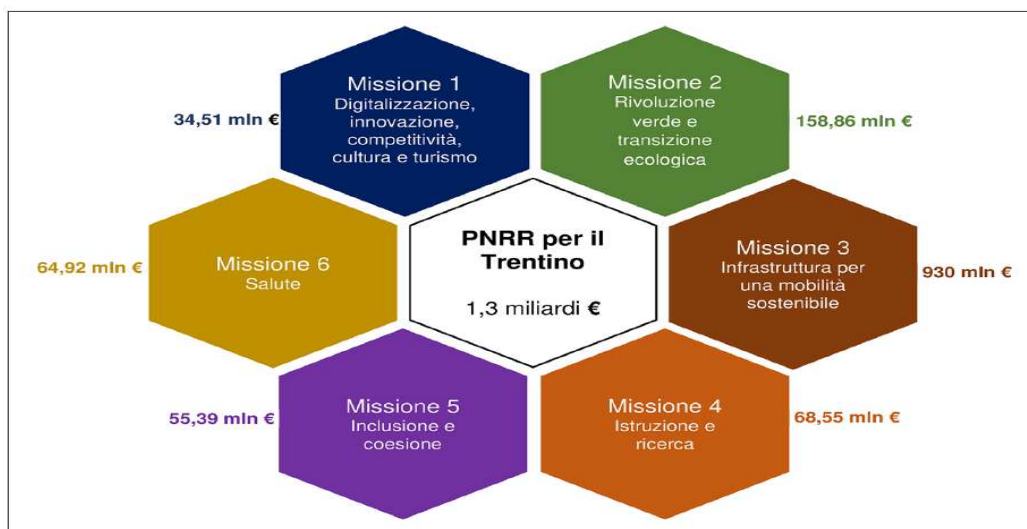 Missione 1
Digitalizzazione,
innovazione,
competitività,
cultura e turismo
34,51 mln €
Missione 2
Rivoluzione
verde e
transizione
ecologica
158,86 mln €
PNRR per il
Trentino
1,3 miliardi €
Missione 3
Infrastruttura per
una mobilità
sostenibile
930 mln €
Missione 6
Salute
64,92 mln €
Missione 5
Inclusione e
coesione
55,39 mln €
Missione 4
Istruzione e
ricerca
68,55 mln €